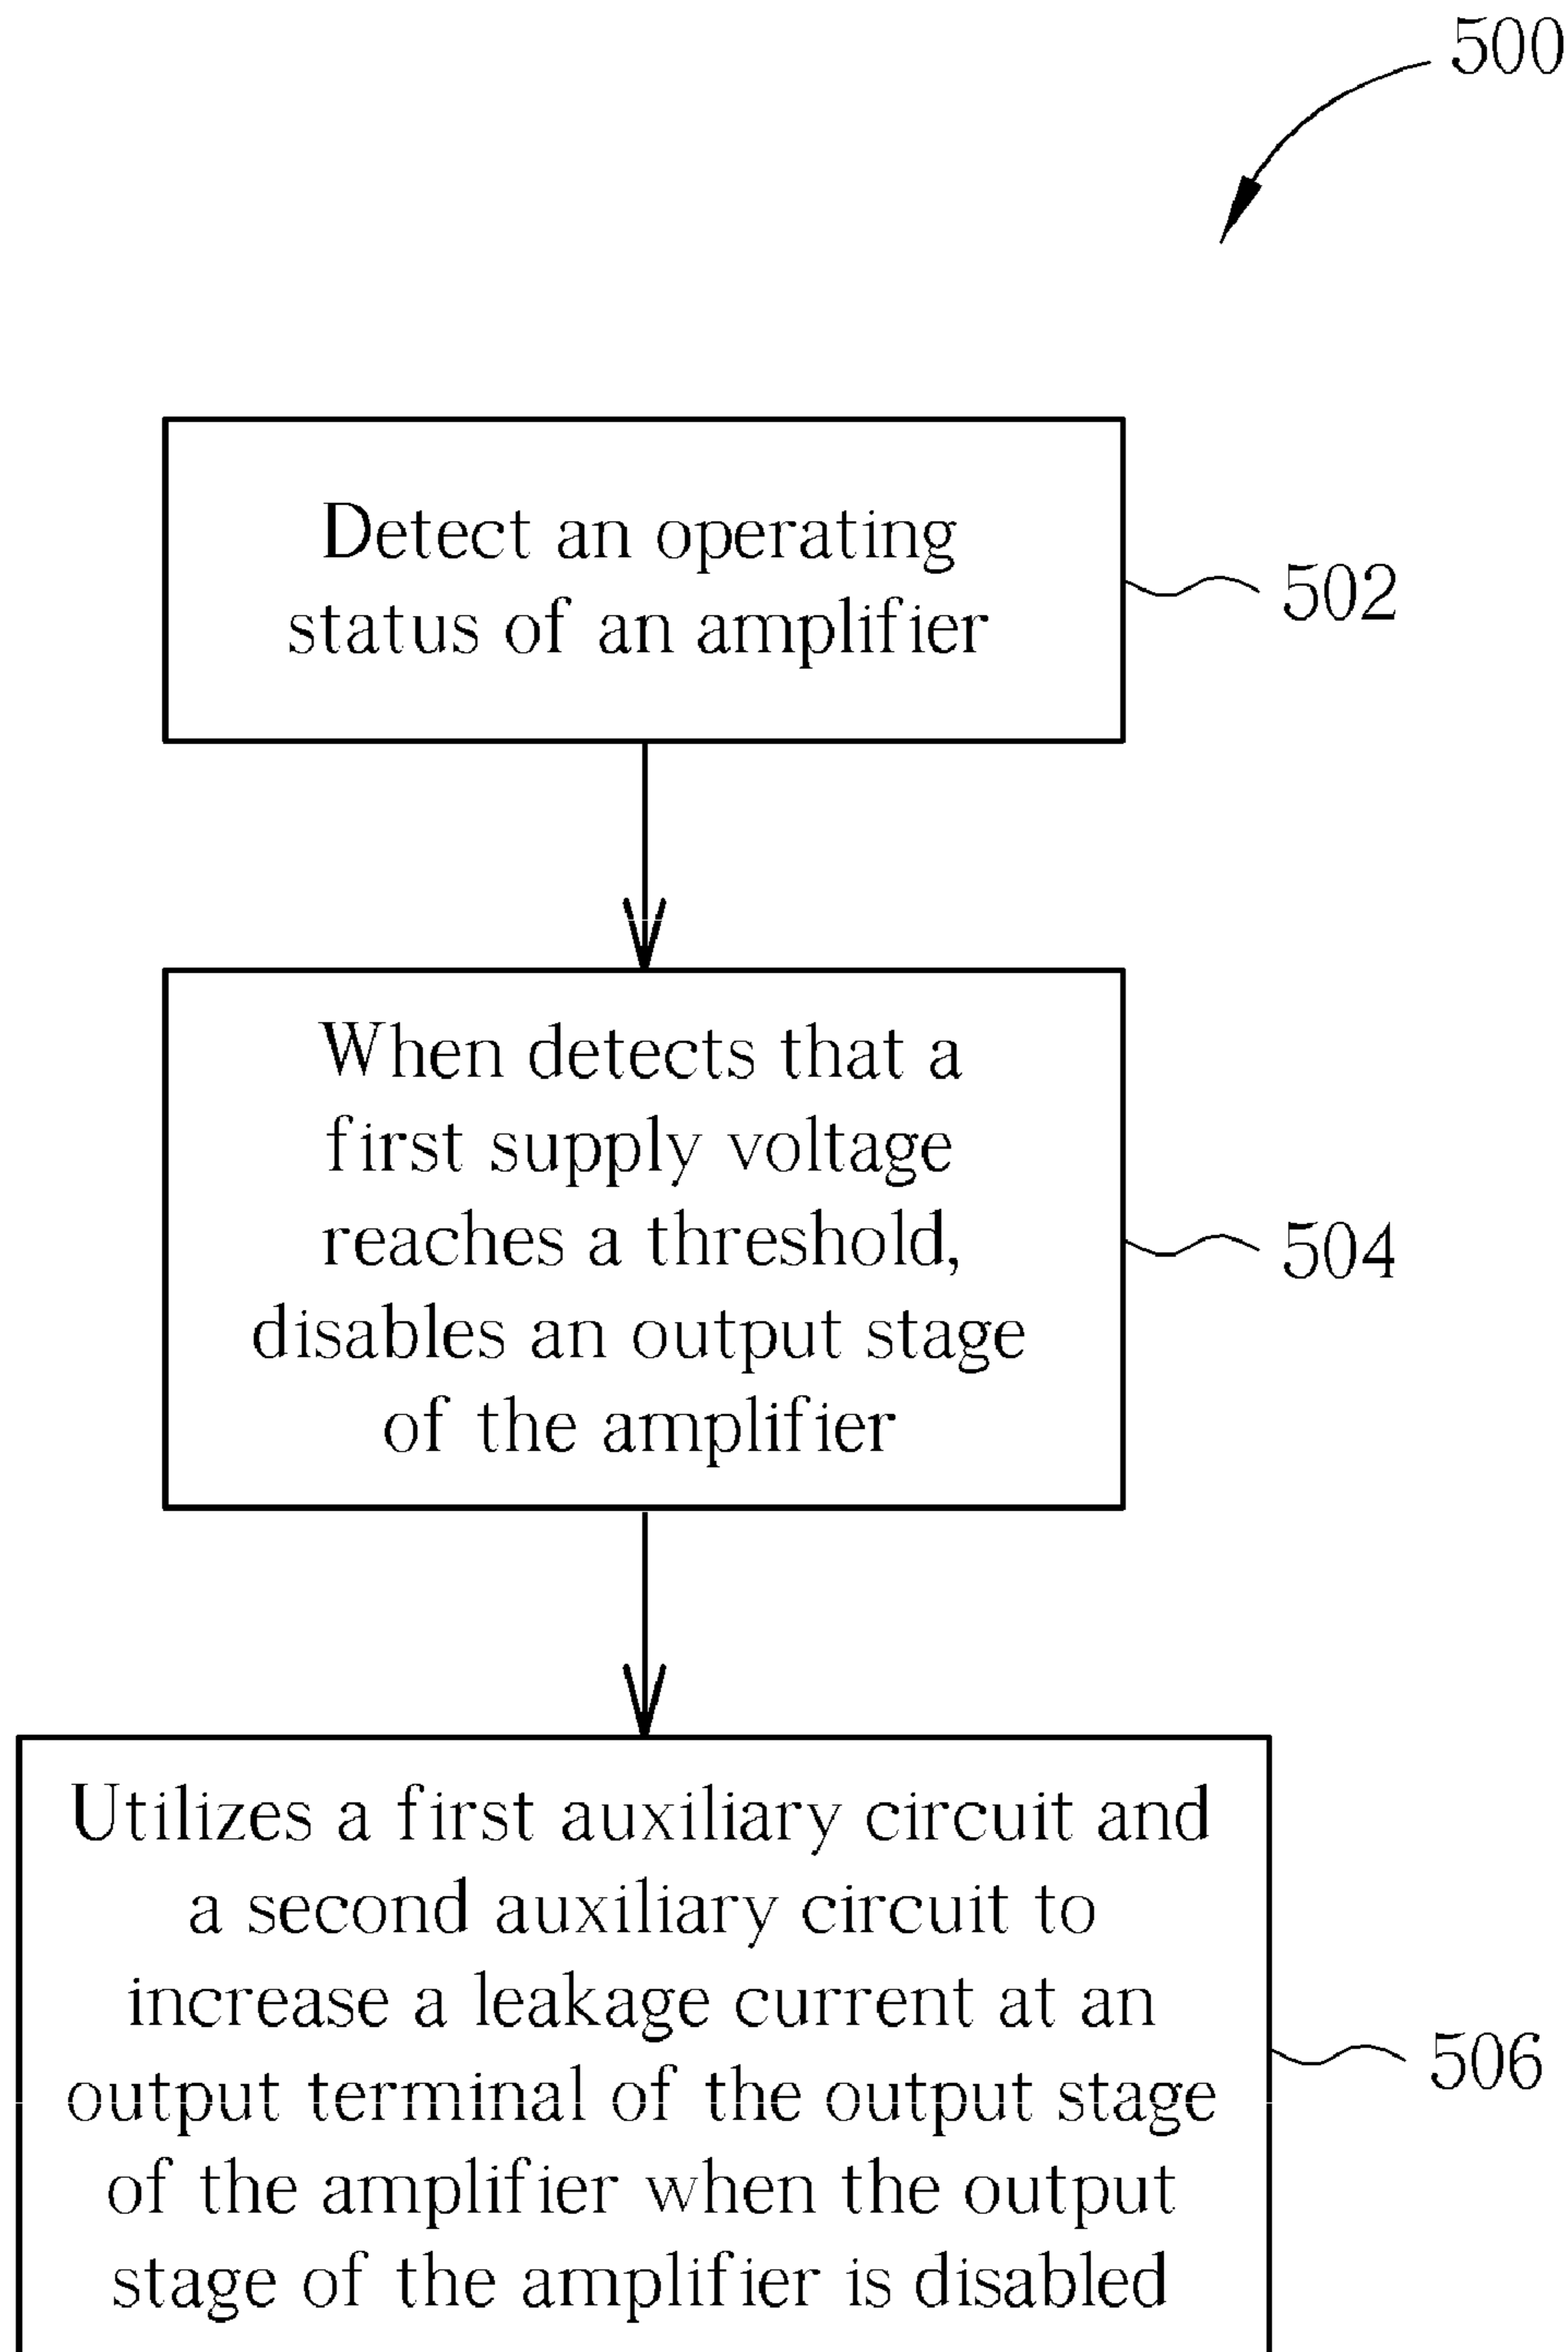 500
Detect an operating
status of an amplifier
502
When detects that a
first supply voltage
reaches a threshold,
disables an output stage
of the amplifier
504
Utilizes a first auxiliary circuit and
a second auxiliary circuit to
increase a leakage current at an
output terminal of the output stage
of the amplifier when the output
stage of the amplifier is disabled
506